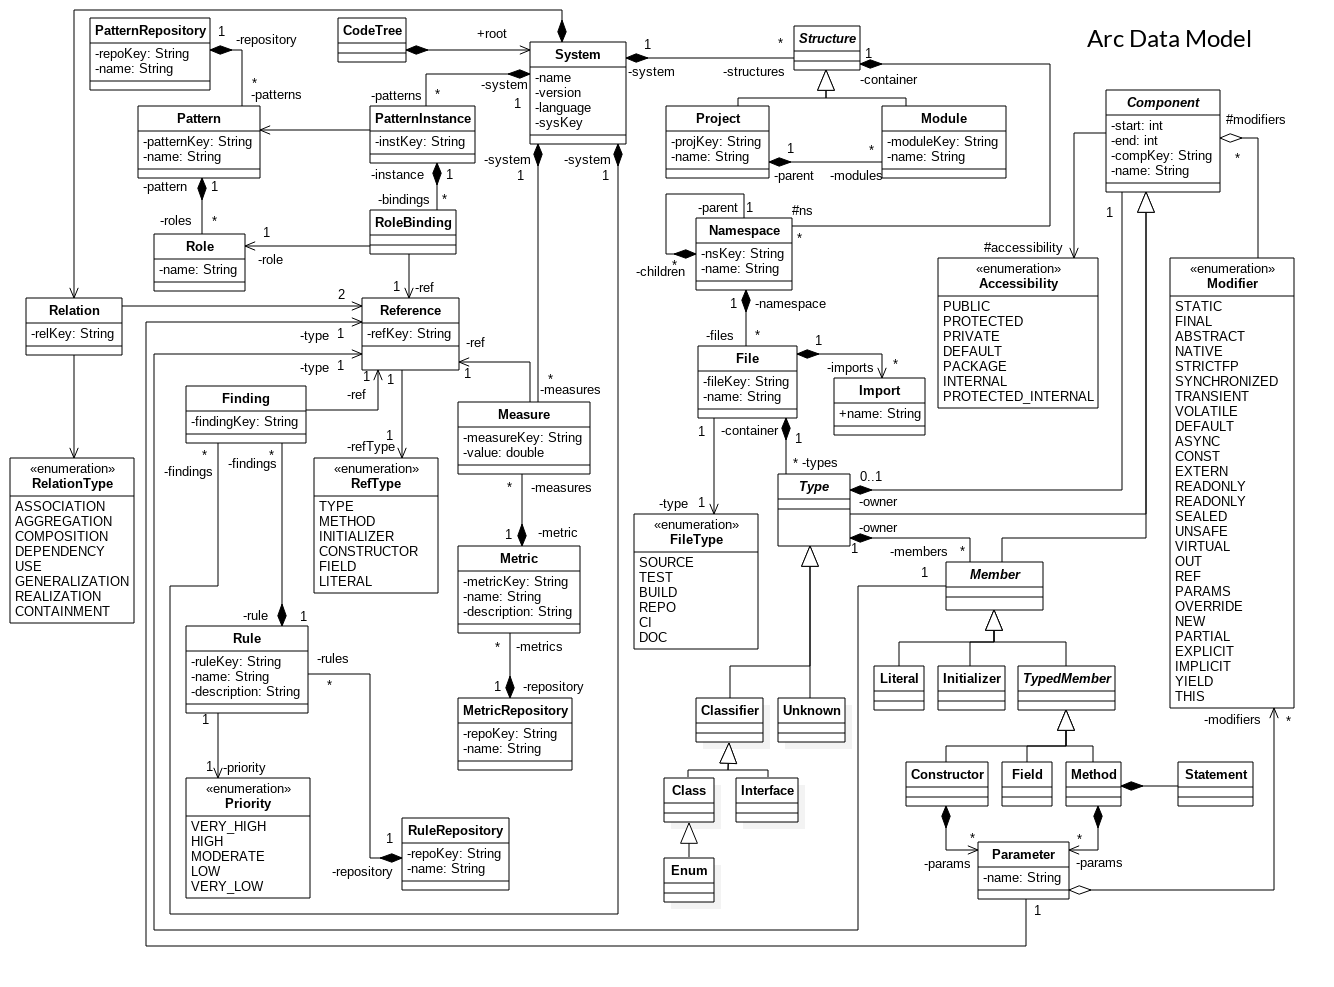 Arc Data Model
PatternRepository
-repoKey: String
-name: String
1
-repository
*
-patterns
CodeTree
+root
System
-name
-version
-language
-sysKey
1
-system
*
-structures
Structure
1
-container
-system
1
-patterns
*
Pattern
-patternKey: String
-name: String
PatternInstance
-instKey: String
Project
-projKey: String
-name: String
Module
-moduleKey: String
-name: String
1
-parent
*
-modules
Component
-start: int
-end: int
-compKey: String
-name: String
#modifiers
*
-pattern
1
-roles
*
-instance
1
-bindings
*
-system
1
-system
1
Role
-name: String
RoleBinding
1
-role
1
-ref
-parent
1
#ns
*
Namespace
-nsKey: String
-name: String
*
-children
1
-namespace
-files
*
1
#accessibility
«enumeration»
Accessibility
PUBLIC
PROTECTED
PRIVATE
DEFAULT
PACKAGE
INTERNAL
PROTECTED_INTERNAL
«enumeration»
Modifier
STATIC
FINAL
ABSTRACT
NATIVE
STRICTFP
SYNCHRONIZED
TRANSIENT
VOLATILE
DEFAULT
ASYNC
CONST
EXTERN
READONLY
READONLY
SEALED
UNSAFE
VIRTUAL
OUT
REF
PARAMS
OVERRIDE
NEW
PARTIAL
EXPLICIT
IMPLICIT
YIELD
THIS
Relation
-relKey: String
2
-type
1
-type
1
Reference
-refKey: String
-ref
1
1
-ref
1
1
-refType
File
-fileKey: String
-name: String
1
-imports
*
Import
+name: String
Finding
-findingKey: String
*
-findings
*
-findings
*
-measures
Measure
-measureKey: String
-value: double
*
-measures
1
-metric
1
-container
1
* -types
-type
1
«enumeration»
RelationType
ASSOCIATION
AGGREGATION
COMPOSITION
DEPENDENCY
USE
GENERALIZATION
REALIZATION
CONTAINMENT
«enumeration»
RefType
TYPE
METHOD
INITIALIZER
CONSTRUCTOR
FIELD
LITERAL
Type
0..1
-owner
-owner
1
-members
*
1
«enumeration»
FileType
SOURCE
TEST
BUILD
REPO
CI
DOC
Metric
-metricKey: String
-name: String
-description: String
*
-metrics
1
-repository
Member
-rule
1
Rule
-ruleKey: String
-name: String
-description: String
-rules
*
1
1
-priority
Literal
Initializer
TypedMember
MetricRepository
-repoKey: String
-name: String
Classifier
Unknown
-modifiers
*
«enumeration»
Priority
VERY_HIGH
HIGH
MODERATE
LOW
VERY_LOW
Class
Interface
Enum
Constructor
Field
Method
Statement
1
-repository
RuleRepository
-repoKey: String
-name: String
*
-params
*
-params
Parameter
-name: String
1